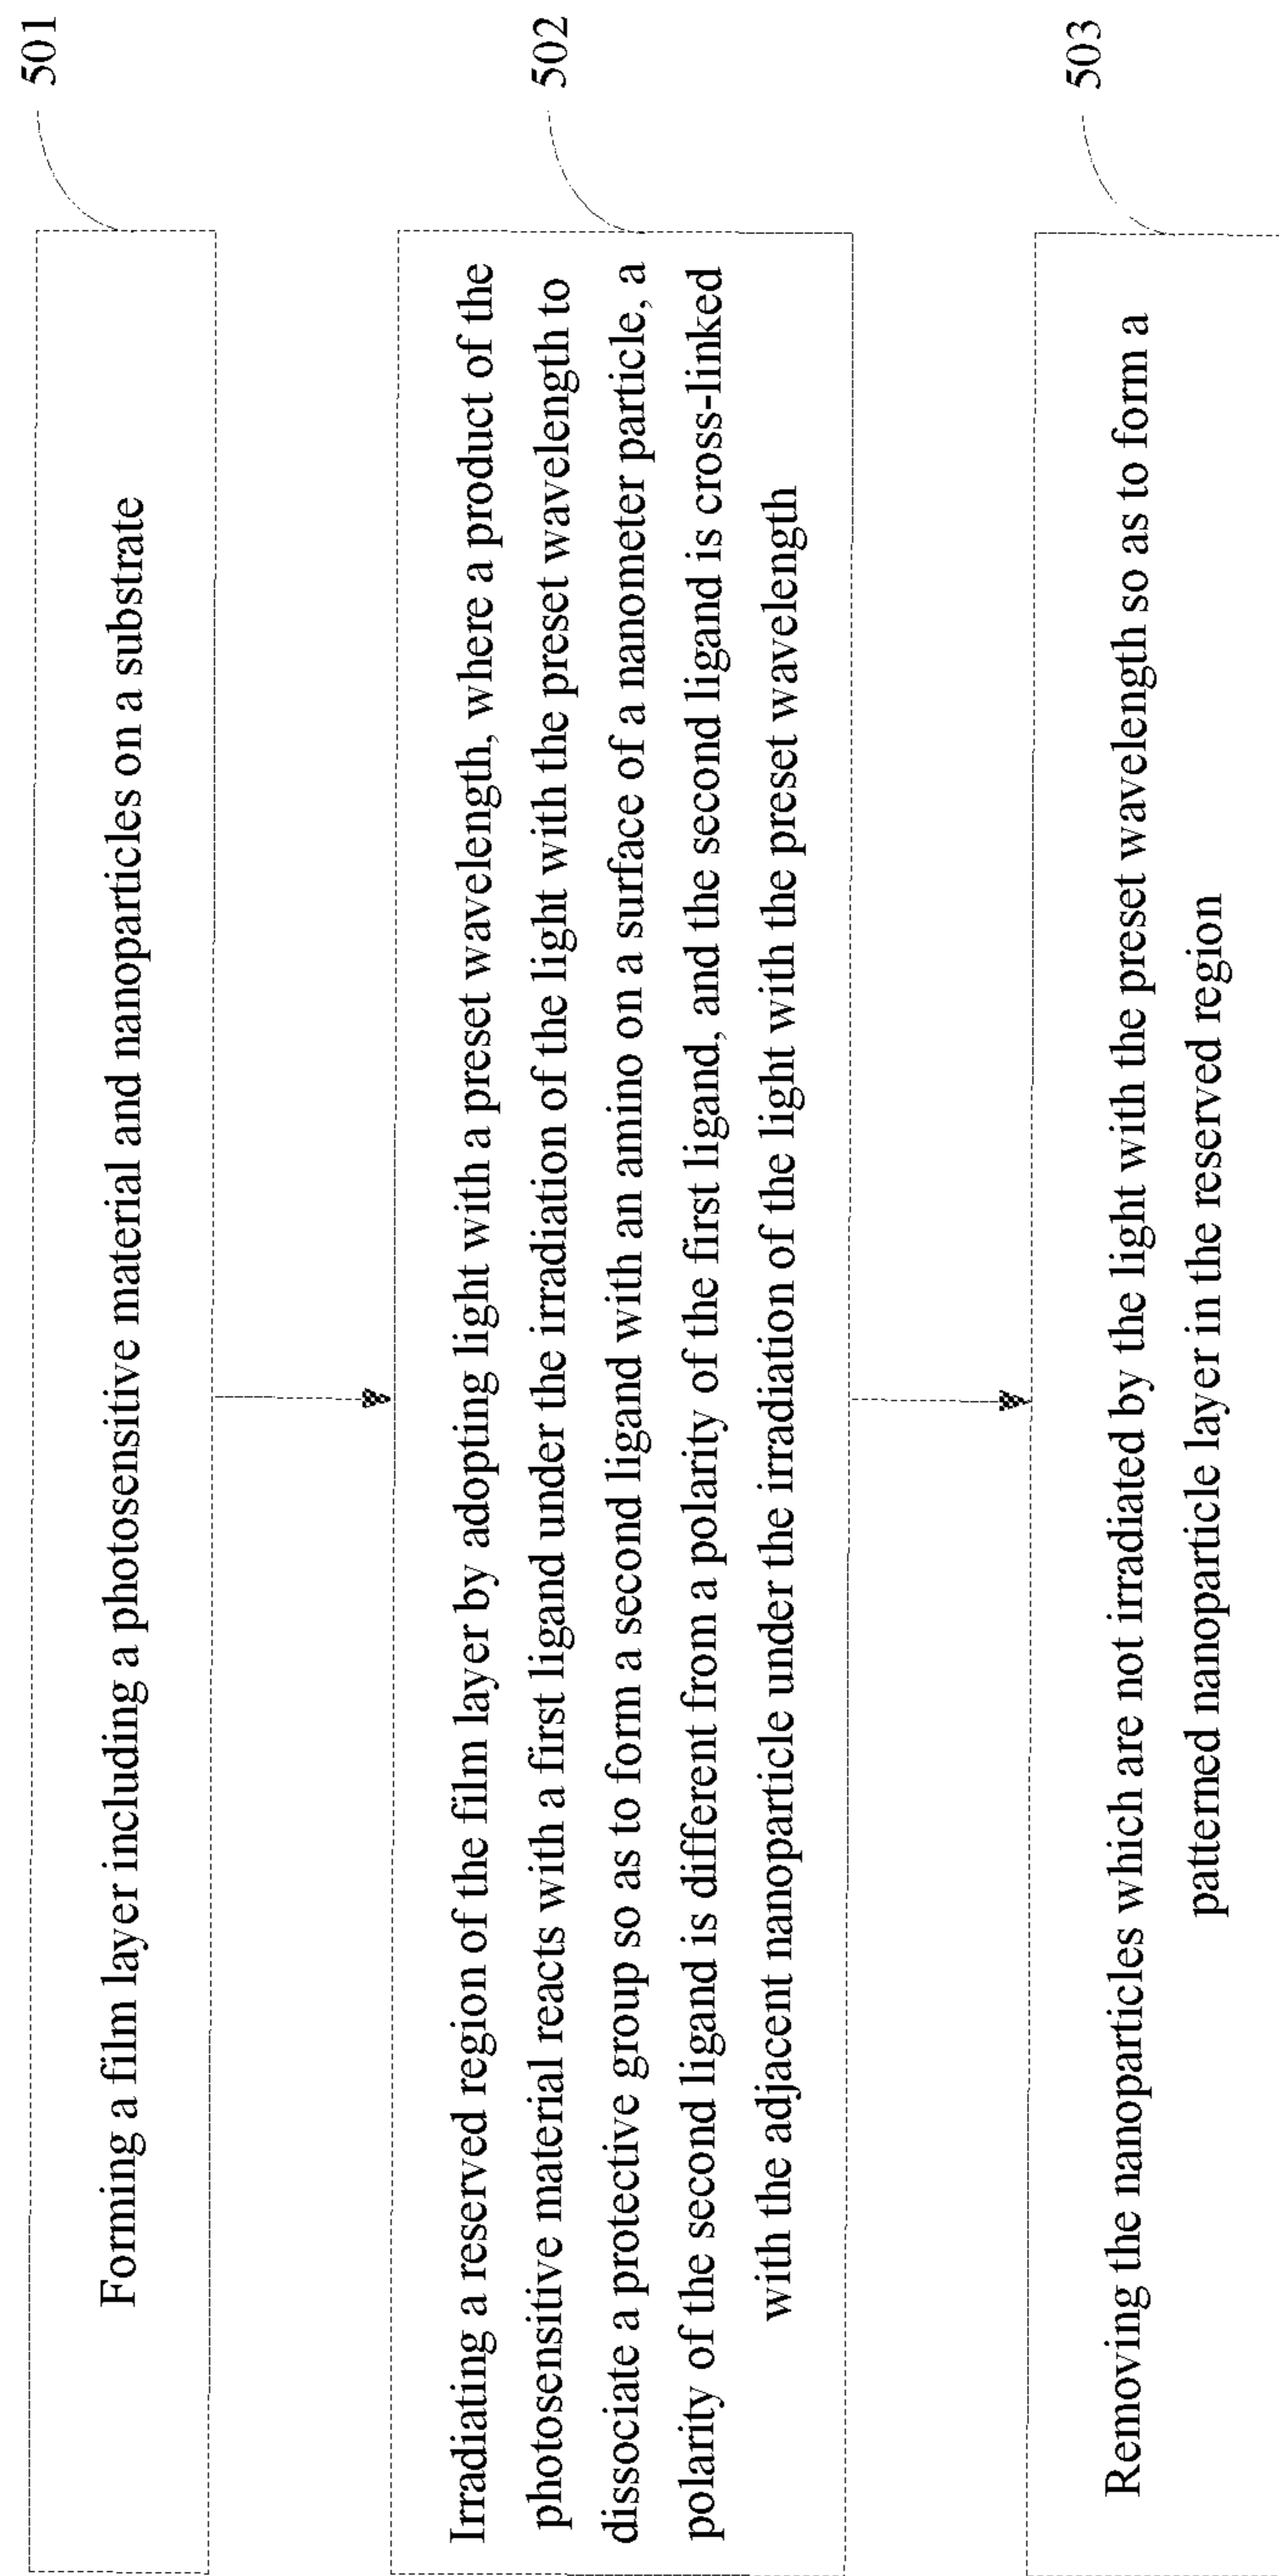 501
Forming a film layer including a photosensitive material and nanoparticles on a substrate
502
Irradiating a reserved region of the film layer by adopting light with a preset wavelength, where a product of the
photosensitive material reacts with a first ligand under the irradiation of the light with the preset wavelength to
dissociate a protective group so as to form a second ligand with an amino on a surface of a nanometer particle, a
polarity of the second ligand is different from a polarity of the first ligand, and the second ligand is cross-linked
with the adjacent nanoparticle under the irradiation of the light with the preset wavelength
503
Removing the nanoparticles which are not irradiated by the light with the preset wavelength so as to form a
patterned nanoparticle layer in the reserved region